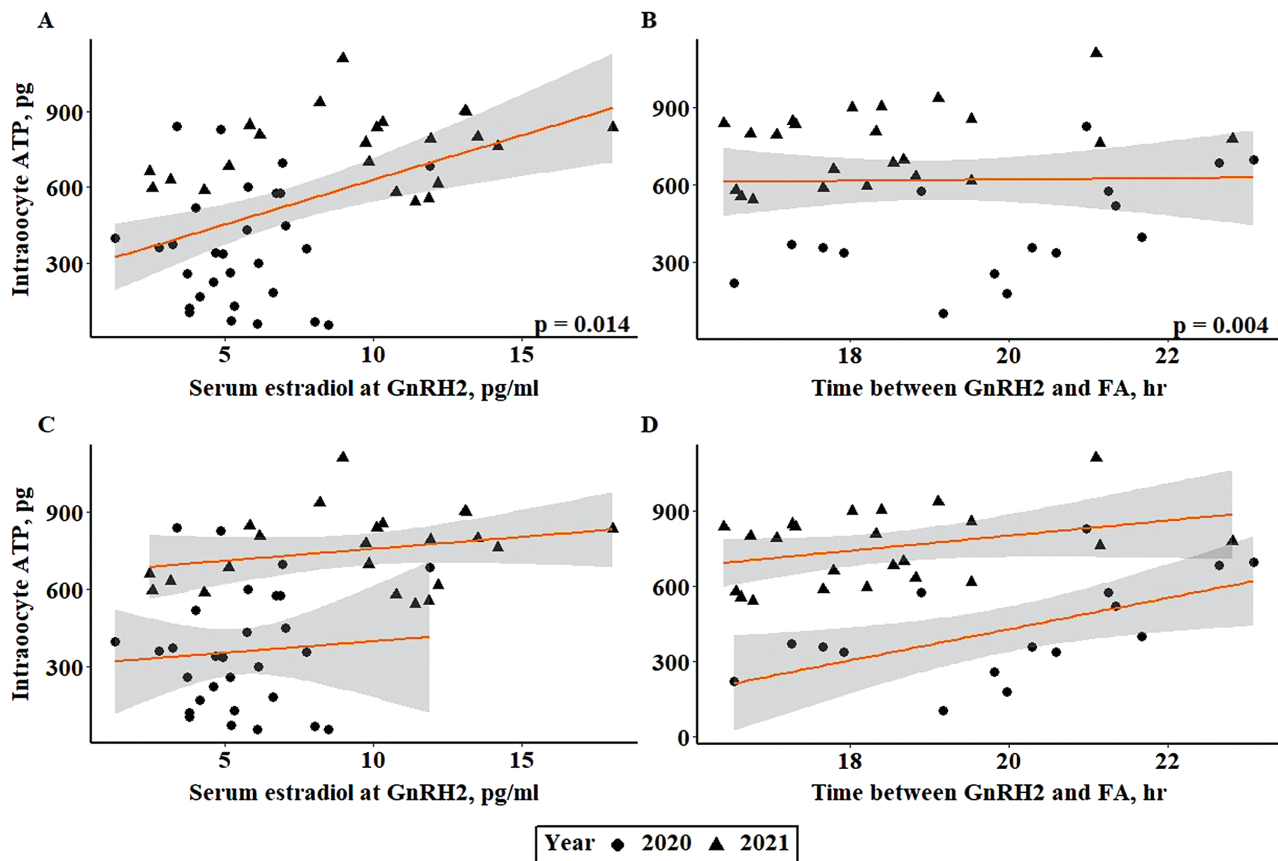 A
B
Intraoocyte ATP, pg
900
600
300
p = 0.014
5
10
15
Serum estradiol at GnRH2, pg/ml
900
600
300
p = 0.004
18
20
22
Time between GnRH2 and FA, hr
C
D
Intraoocyte ATP, pg
900
600
300
5
10
15
Serum estradiol at GnRH2, pg/ml
900
600
300
0
18
20
22
Time between GnRH2 and FA, hr
Year 2020 2021